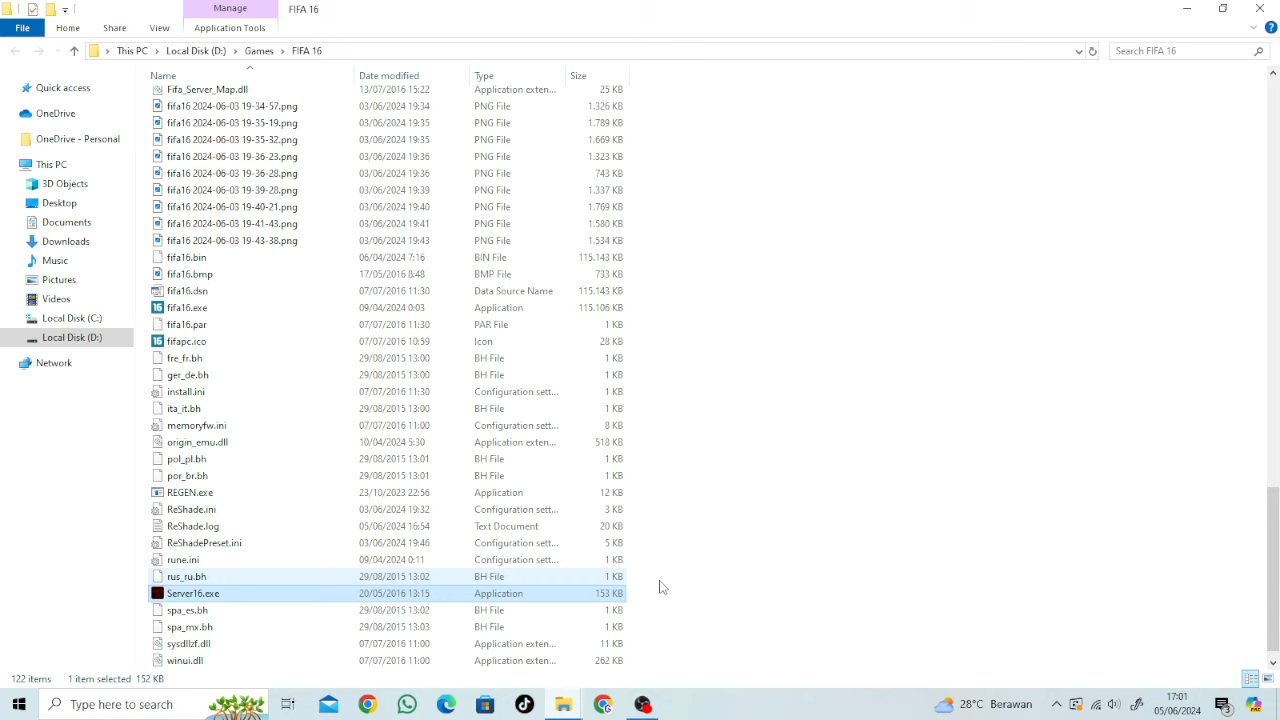 Manage
FIFA 16
File
Home
Share
View
Application Tools
This PC
Local Disk (D:)
Games
FIFA 16
Search FIFA 16
Quick access
OneDrive
OneDrive - Personal
This PC
3D Objects
Desktop
Documents
Downloads
Music
Pictures
Videos
Local Disk (C:)
Local Disk (D:)
Network
Name Date modified Type Size
Fifa_Server_Map.dll 13/07/2016 15:22 Application exten... 25 KB
fifa16 2024-06-03 19-34-57.png 03/06/2024 19:34 PNG File 1.326 KB
fifa16 2024-06-03 19-35-19.png 03/06/2024 19:35 PNG File 1.789 KB
fifa16 2024-06-03 19-35-32.png 03/06/2024 19:35 PNG File 1.669 KB
fifa16 2024-06-03 19-36-23.png 03/06/2024 19:36 PNG File 1.323 KB
fifa16 2024-06-03 19-36-28.png 03/06/2024 19:36 PNG File 743 KB
fifa16 2024-06-03 19-39-28.png 03/06/2024 19:39 PNG File 1.337 KB
fifa16 2024-06-03 19-40-21.png 03/06/2024 19:40 PNG File 1.769 KB
fifa16 2024-06-03 19-41-43.png 03/06/2024 19:41 PNG File 1.580 KB
fifa16 2024-06-03 19-43-38.png 03/06/2024 19:43 PNG File 1.534 KB
fifa16.bin 06/04/2024 7:16 BIN File 115.143 KB
fifa16.bmp 17/05/2016 8:48 BMP File 733 KB
fifa16.dsn 07/07/2016 11:30 Data Source Name 115.143 KB
fifa16.exe 09/04/2024 0:03 Application 115.106 KB
fifa16.par 07/07/2016 11:30 PAR File 1 KB
fifapc.ico 07/07/2016 10:59 Icon 28 KB
fre_fr.bh 29/08/2015 13:00 BH File 1 KB
ger_de.bh 29/08/2015 13:00 BH File 1 KB
install.ini 07/07/2016 11:30 Configuration sett... 1 KB
ita_it.bh 29/08/2015 13:00 BH File 1 KB
memoryfw.ini 07/07/2016 11:00 Configuration sett... 8 KB
origin_emu.dll 10/04/2024 5:30 Application exten... 518 KB
pol_pl.bh 29/08/2015 13:01 BH File 1 KB
por_br.bh 29/08/2015 13:01 BH File 1 KB
REGEN.exe 23/10/2023 22:56 Application 12 KB
ReShade.ini 03/06/2024 19:32 Configuration sett... 3 KB
ReShade.log 05/06/2024 16:54 Text Document 20 KB
ReShadePreset.ini 03/06/2024 19:46 Configuration sett... 5 KB
rune.ini 09/04/2024 0:11 Configuration sett... 1 KB
rus_ru.bh 29/08/2015 13:02 BH File 1 KB
Server16.exe 20/05/2016 13:15 Application 153 KB
spa_es.bh 29/08/2015 13:02 BH File 1 KB
spa_mx.bh 29/08/2015 13:03 BH File 1 KB
sysdllzf.dll 07/07/2016 11:00 Application exten... 11 KB
winui.dll 07/07/2016 11:00 Application exten... 262 KB
122 items 1 item selected 152 KB
Type here to search
28°C Berawan
17:01
05/06/2024
3